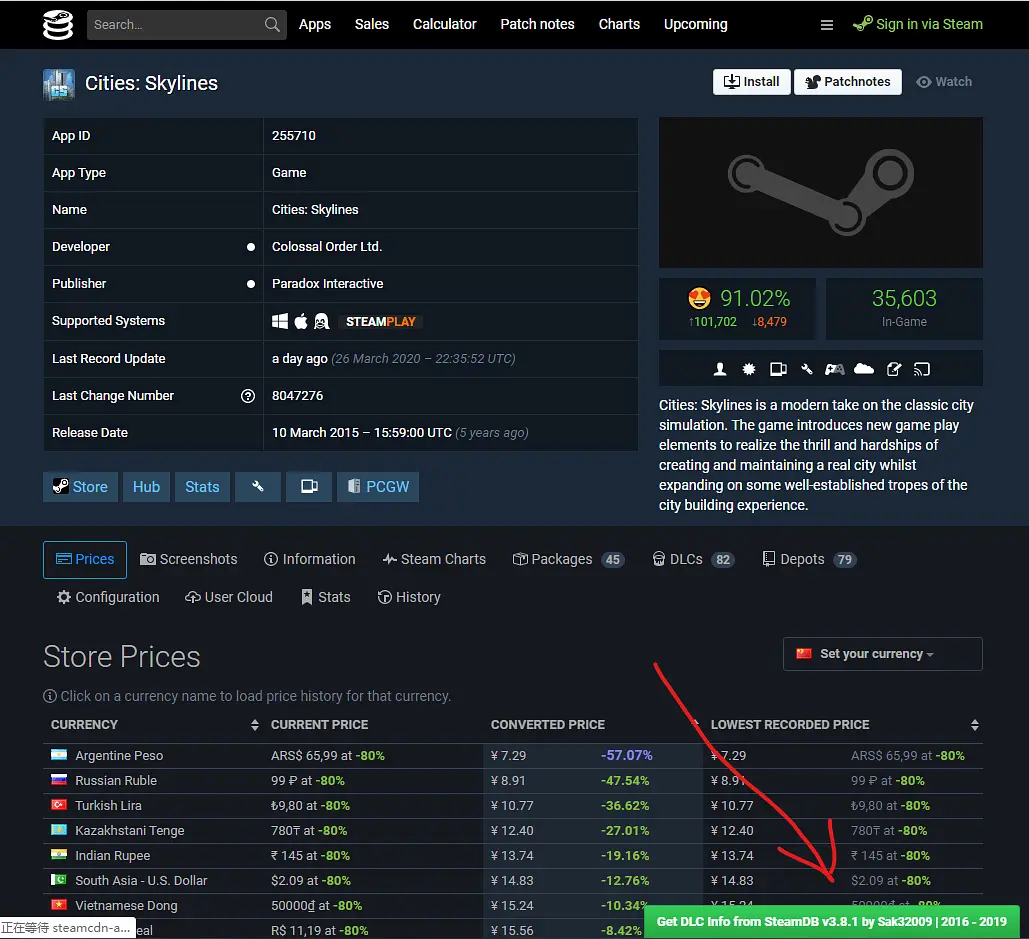 Search... Apps Sales Calculator Patch notes Charts Upcoming Sign in via Steam
Cities: Skylines Install Patchnotes Watch
App ID 255710
App Type Game
Name Cities: Skylines
Developer Colossal Order Ltd.
Publisher Paradox Interactive
Supported Systems STEAMPLAY
Last Record Update a day ago (26 March 2020 – 22:35:52 UTC)
Last Change Number 8047276
Release Date 10 March 2015 – 15:59:00 UTC (5 years ago)
Store Hub Stats PCGW
91.02% 35,603
↑101,702 ↓8,479 In-Game
Cities: Skylines is a modern take on the classic city
simulation. The game introduces new game play
elements to realize the thrill and hardships of
creating and maintaining a real city whilst
expanding on some well-established tropes of the
city building experience.
Prices Screenshots Information Steam Charts Packages 45 DLCs 82 Depots 79
Configuration User Cloud Stats History
Store Prices Set your currency
Click on a currency name to load price history for that currency.
CURRENCY CURRENT PRICE CONVERTED PRICE LOWEST RECORDED PRICE
Argentine Peso ARS$ 65,99 at -80% ¥ 7.29 -57.07% ¥ 7.29 ARS$ 65,99 at -80%
Russian Ruble 99 ₽ at -80% ¥ 8.91 -47.54% ¥ 8.91 99 ₽ at -80%
Turkish Lira ₺9,80 at -80% ¥ 10.77 -36.62% ¥ 10.77 ₺9,80 at -80%
Kazakhstani Tenge 780₸ at -80% ¥ 12.40 -27.01% ¥ 12.40 780₸ at -80%
Indian Rupee ₹ 145 at -80% ¥ 13.74 -19.16% ¥ 13.74 ₹ 145 at -80%
South Asia - U.S. Dollar $2.09 at -80% ¥ 14.83 -12.76% ¥ 14.83 $2.09 at -80%
Vietnamese Dong 50000₫ at -80% ¥ 15.24 -10.34% ¥ 15.24 50000₫ at -80%
eal R$ 11,19 at -80% ¥ 15.56 -8.42%
正在等待 steamcdn-a...
Get DLC Info from SteamDB v3.8.1 by Sak32009 | 2016 - 2019